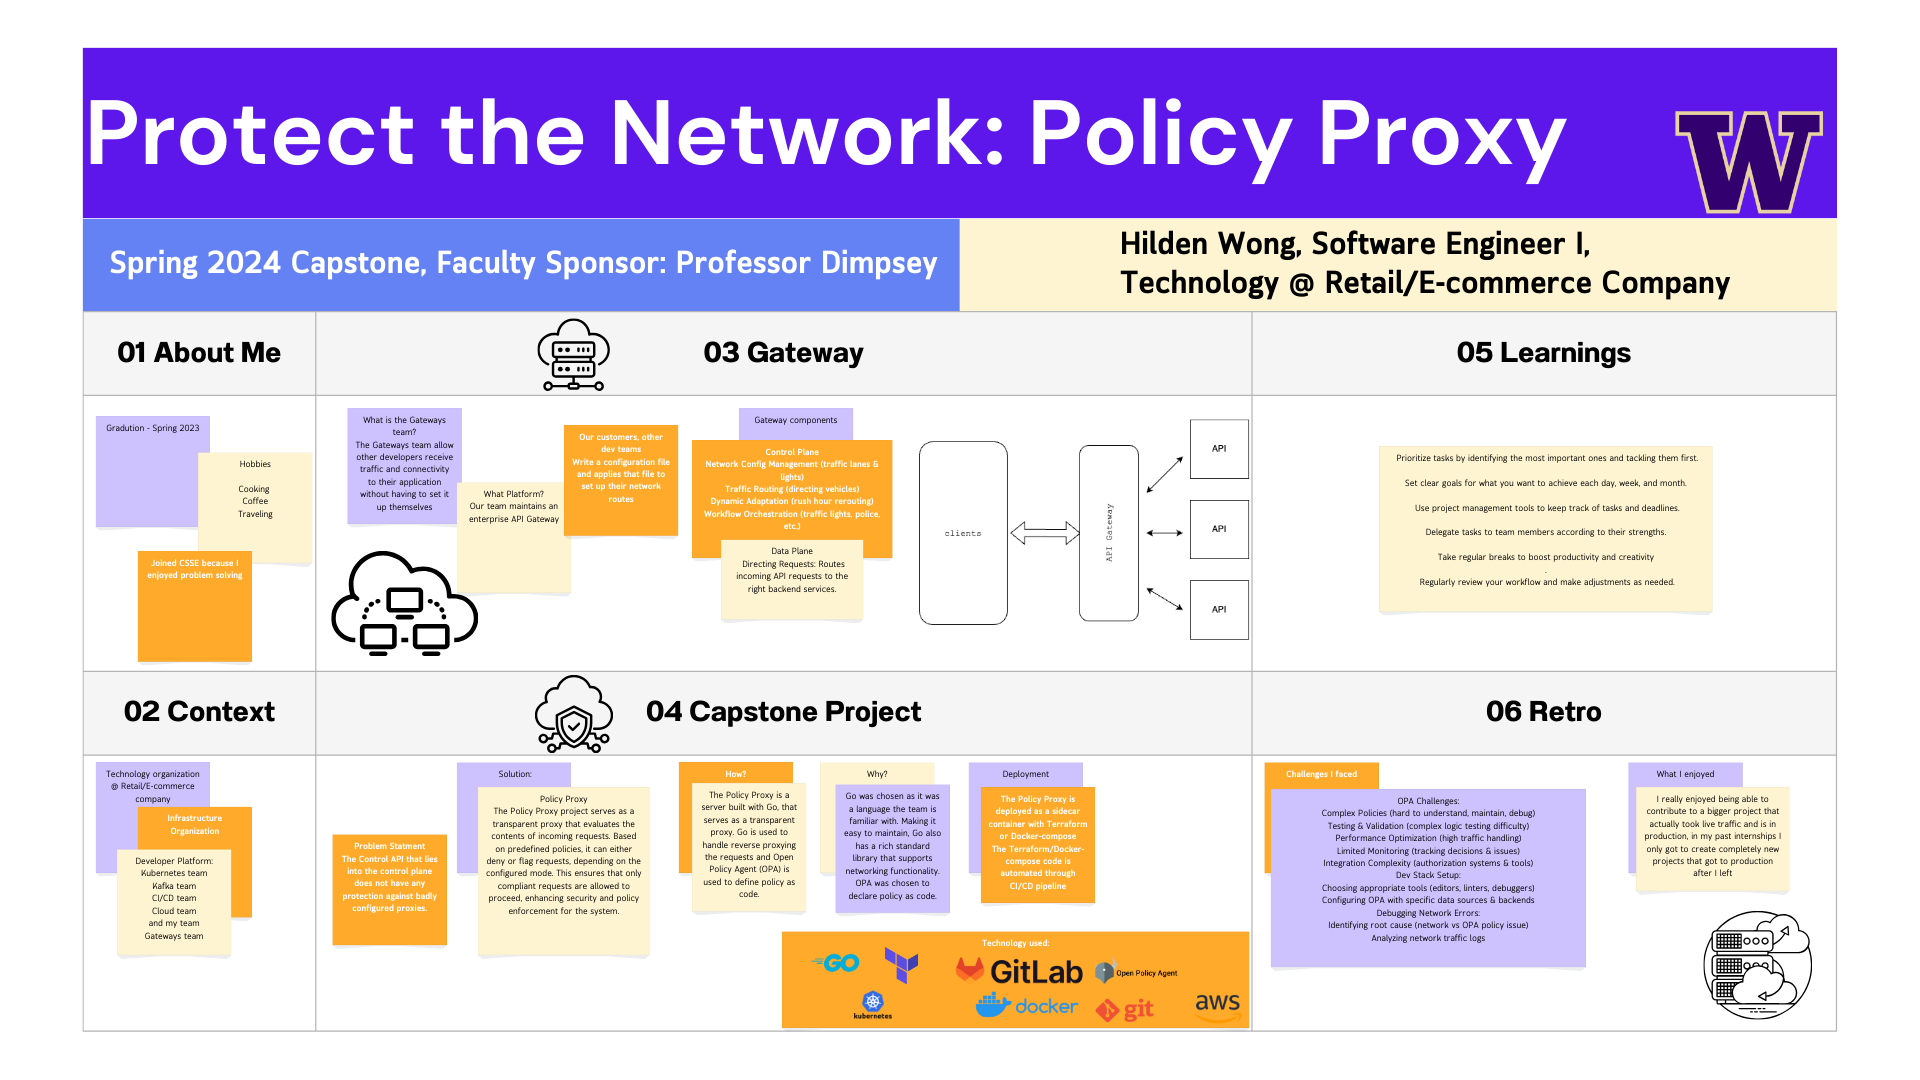 Protect the Network: Policy Proxy
W
Spring 2024 Capstone, Faculty Sponsor: Professor Dimpsey
Hilden Wong, Software Engineer I,
Technology @ Retail/E-commerce Company
01 About Me
Gradution - Spring 2023
Hobbies
Cooking
Coffee
Traveling
Joined CSSE because I
enjoyed problem solving
02 Context
Technology organization
@ Retail/E-commerce
company
Infrastructure
Organization
Developer Platform:
Kubernetes team
Kafka team
CI/CD team
Cloud team
and my team
Gateways team
03 Gateway
What is the Gateways
team?
The Gateways team allow
other developers receive
traffic and connectivity
to their application
without having to set it
up themselves
What Platform?
Our team maintains an
enterprise API Gateway
Our customers, other
dev teams
Write a configuration file
and applies that file to
set up their network
routes
Gateway components
Control Plane
Network Config Management (traffic lanes &
lights)
Traffic Routing (directing vehicles)
Dynamic Adaptation (rush hour rerouting)
Workflow Orchestration (traffic lights, police,
etc.)
Data Plane
Directing Requests: Routes
incoming API requests to the
right backend services.
clients
API Gateway
API
API
API
04 Capstone Project
Problem Statment
The Control API that lies
into the control plane
does not have any
protection against badly
configured proxies.
Solution:
Policy Proxy
The Policy Proxy project serves as a
transparent proxy that evaluates the
contents of incoming requests. Based
on predefined policies, it can either
deny or flag requests, depending on the
configured mode. This ensures that only
compliant requests are allowed to
proceed, enhancing security and policy
enforcement for the system.
How?
The Policy Proxy is a
server built with Go, that
serves as a transparent
proxy. Go is used to
handle reverse proxying
the requests and Open
Policy Agent (OPA) is
used to define policy as
code.
Why?
Go was chosen as it was
a language the team is
familiar with. Making it
easy to maintain, Go also
has a rich standard
library that supports
networking functionality.
OPA was chosen to
declare policy as code.
Deployment
The Policy Proxy is
deployed as a sidecar
container with Terraform
or Docker-compose
The Terraform/Docker-
compose code is
automated through
CI/CD pipeline
Technology used:
GO
GitLab
Open Policy Agent
kubernetes
docker
git
aws
05 Learnings
Prioritize tasks by identifying the most important ones and tackling them first.
Set clear goals for what you want to achieve each day, week, and month.
Use project management tools to keep track of tasks and deadlines.
Delegate tasks to team members according to their strengths.
Take regular breaks to boost productivity and creativity
.
Regularly review your workflow and make adjustments as needed.
06 Retro
Challenges I faced
OPA Challenges:
Complex Policies (hard to understand, maintain, debug)
Testing & Validation (complex logic testing difficulty)
Performance Optimization (high traffic handling)
Limited Monitoring (tracking decisions & issues)
Integration Complexity (authorization systems & tools)
Dev Stack Setup:
Choosing appropriate tools (editors, linters, debuggers)
Configuring OPA with specific data sources & backends
Debugging Network Errors:
Identifying root cause (network vs OPA policy issue)
Analyzing network traffic logs
What I enjoyed
I really enjoyed being able to
contribute to a bigger project that
actually took live traffic and is in
production, in my past internships I
only got to create completely new
projects that got to production
after I left